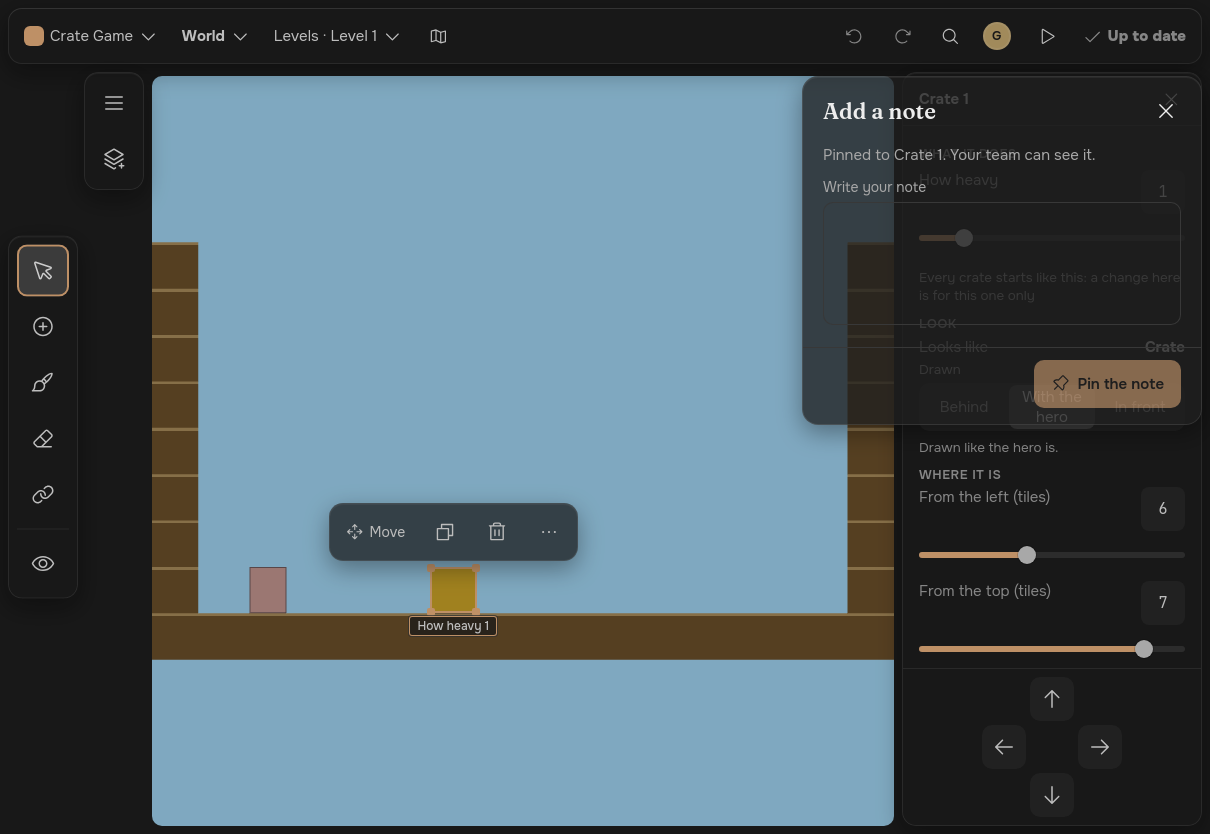 Crate Game
World
Levels · Level 1
G
Up to date
Crate 1
Add a note
Pinned to Crate 1. Your team can see it.
How heavy
1
Write your note
Every crate starts like this: a change here
is for this one only
LOOK
Looks like
Crate
Drawn
Pin the note
Behind
With the
hero
In front
Drawn like the hero is.
WHERE IT IS
From the left (tiles)
6
From the top (tiles)
7
Move
How heavy 1